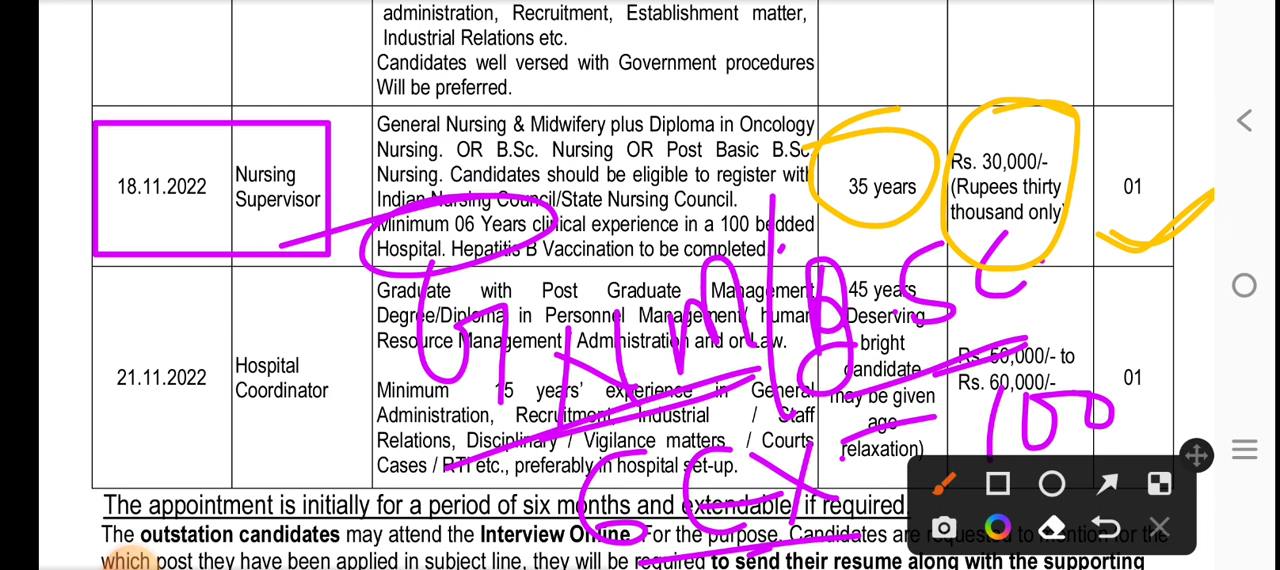 administration, Recruitment, Establishment matter,
Industrial Relations etc.
Candidates well versed with Government procedures
Will be preferred.
18.11.2022
Nursing
Supervisor
General Nursing & Midwifery plus Diploma in Oncology
Nursing. OR B.Sc. Nursing OR Post Basic B.Sc
Nursing. Candidates should be eligible to register with
Indian Nursing Council/State Nursing Council.
Minimum 06 Years clinical experience in a 100 bedded
Hospital. Hepatitis B Vaccination to be completed
35 years
Rs. 30,000/-
(Rupees thirty
thousand only)
01
21.11.2022
Hospital
Coordinator
Graduate with Post Graduate Management
Degree/Diploma in Personnel Management/ human
Resource Management Administration and or Law.
Minimum 15 years' experience in General
Administration, Recruitment, Industrial / Staff
Relations, Disciplinary / Vigilance matters / Courts
Cases / RTI etc., preferably in hospital set-up.
45 years
Deserving
bright
candidate
may be given
age
relaxation)
Rs. 50,000/- to
Rs. 60,000/-
01
GNM
B.SC
100
6
EX
The appointment is initially for a period of six months and extendable, if required.
The outstation candidates may attend the Interview Online. For the purpose, Candidates are requested to mention for the
which post they have been applied in subject line, they will be required to send their resume along with the supporting